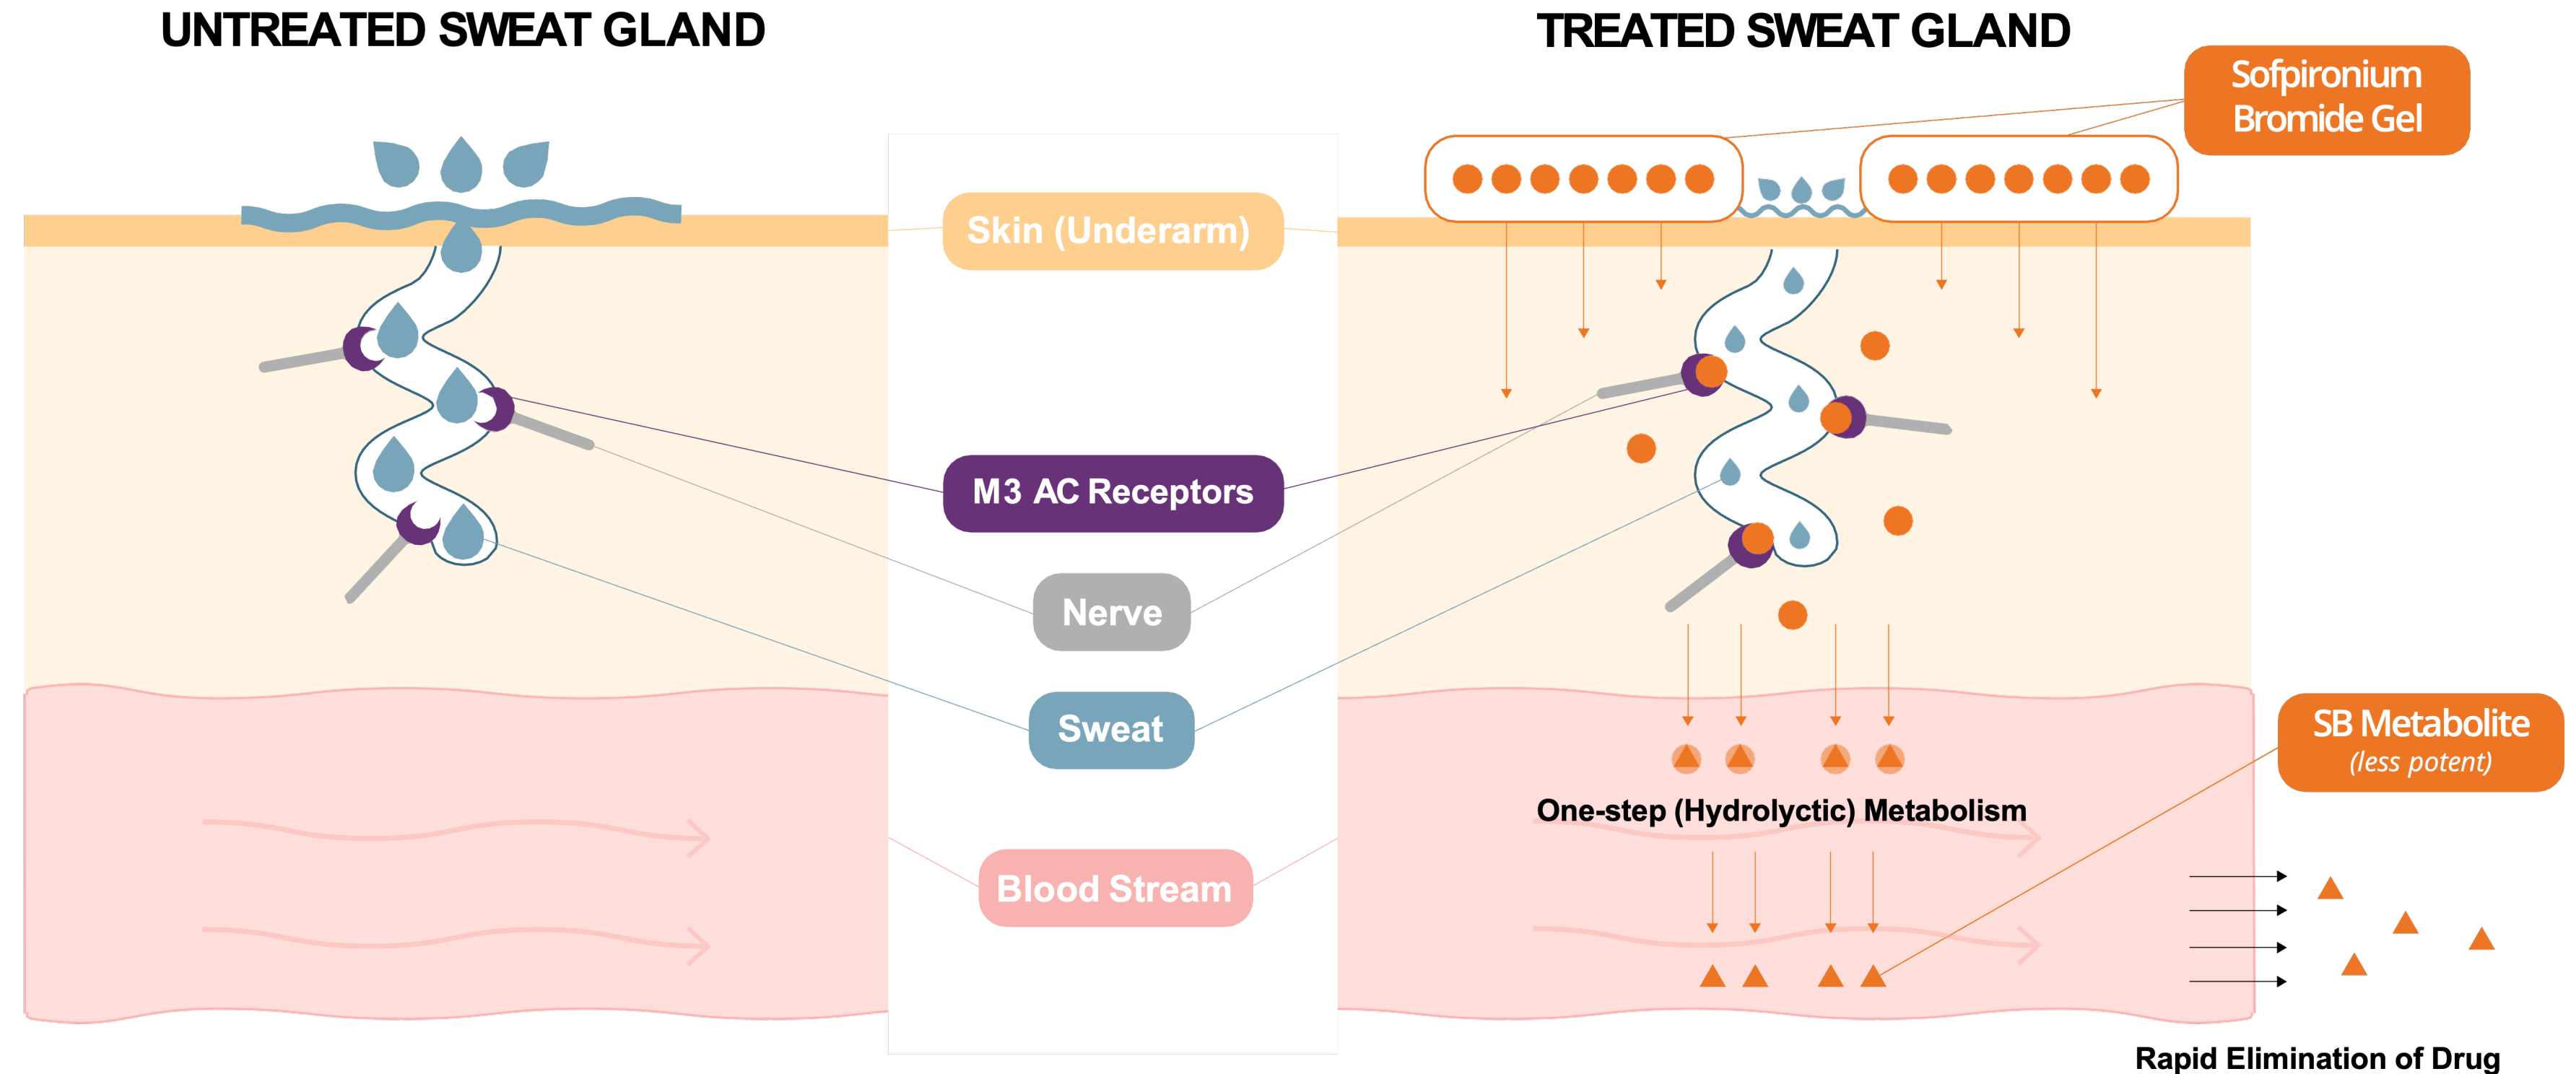 UNTREATED SWEAT GLAND
TREATED SWEAT GLAND
Sofpironium
Bromide Gel
Skin (Underarm)
M3 AC Receptors
Nerve
Sweat
Blood Stream
One-step (Hydrolyctic) Metabolism
SB Metabolite
(less potent)
Rapid Elimination of Drug